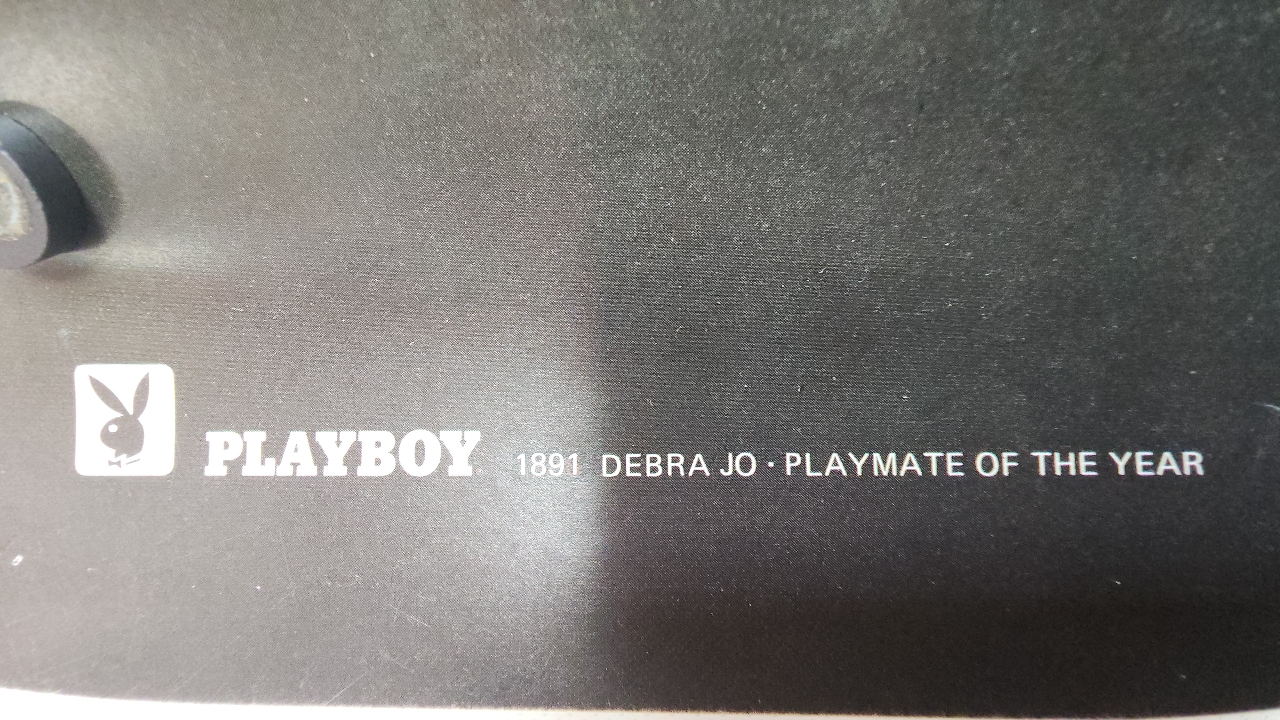 PLAYBOY 1891 DEBRA JO · PLAYMATE OF THE YEAR